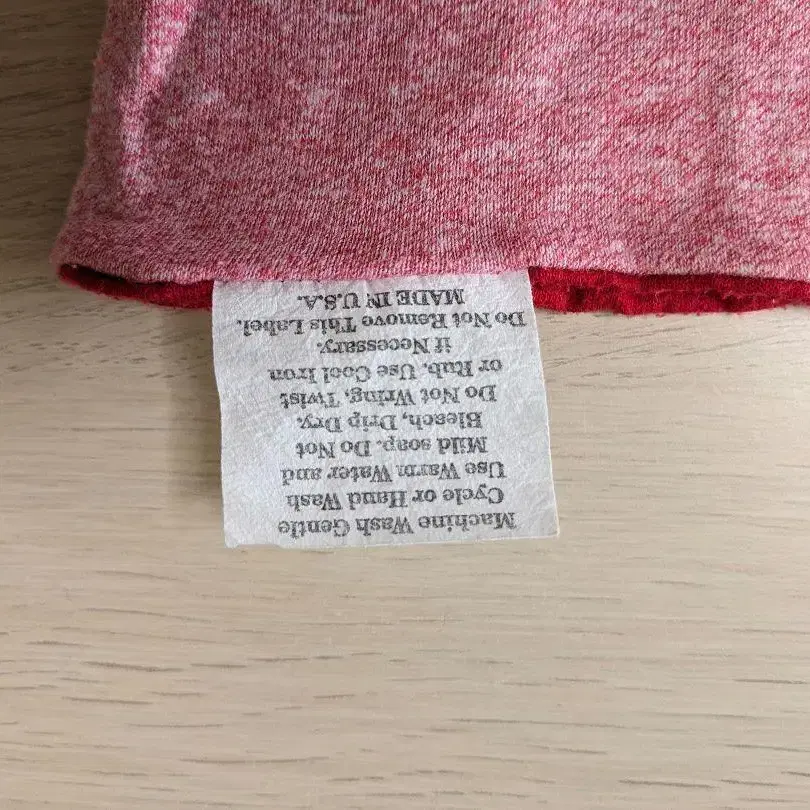 Machine Wash Gentle
Cycle or Hand Wash
Use Warm Water and
Mild soap. Do Not
Bleach, Drip Dry.
Do Not Wring, Twist
or Rub. Use Cool Iron
if Necessary.
Do Not Remove This Label.
MADE IN U.S.A.